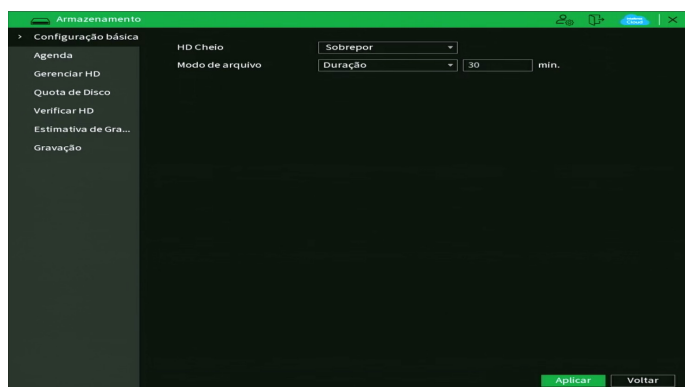 Armazenamento
> Configuração básica
Agenda
Gerenciar HD
Quota de Disco
Verificar HD
Estimativa de Gra...
Gravação
HD Cheio Sobrepor
Modo de arquivo Duração 30 min.
Aplicar Voltar